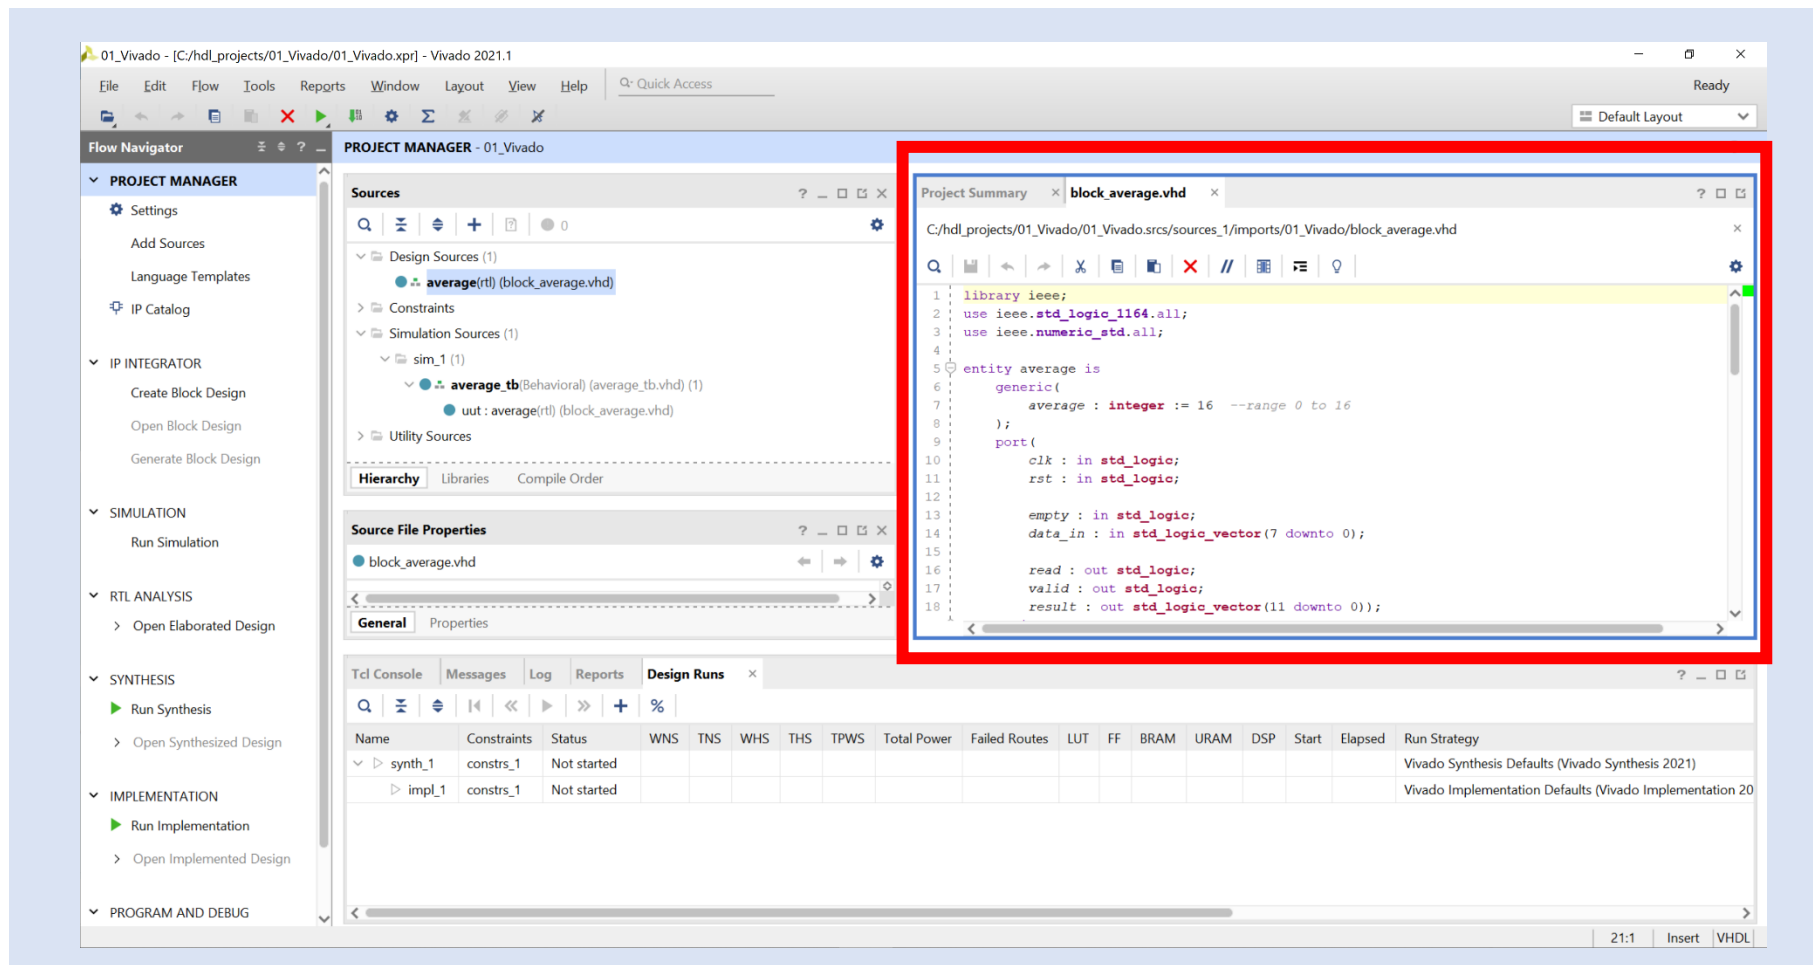 01_Vivado - [C:/hdl_projects/01_Vivado/01_Vivado.xpr] - Vivado 2021.1
File Edit Flow Tools Reports Window Layout View Help Quick Access Ready
Default Layout
Flow Navigator
PROJECT MANAGER
Settings
Add Sources
Language Templates
IP Catalog
IP INTEGRATOR
Create Block Design
Open Block Design
Generate Block Design
SIMULATION
Run Simulation
RTL ANALYSIS
Open Elaborated Design
SYNTHESIS
Run Synthesis
Open Synthesized Design
IMPLEMENTATION
Run Implementation
Open Implemented Design
PROGRAM AND DEBUG
PROJECT MANAGER - 01_Vivado
Sources
0
Design Sources (1)
average(rtl) (block_average.vhd)
Constraints
Simulation Sources (1)
sim_1 (1)
average_tb(Behavioral) (average_tb.vhd) (1)
uut : average(rtl) (block_average.vhd)
Utility Sources
Hierarchy Libraries Compile Order
Source File Properties
block_average.vhd
General Properties
Project Summary block_average.vhd
C:/hdl_projects/01_Vivado/01_Vivado.srcs/sources_1/imports/01_Vivado/block_average.vhd
1 library ieee;
2 use ieee.std_logic_1164.all;
3 use ieee.numeric_std.all;
4
5 entity average is
6 generic(
7 average : integer := 16 --range 0 to 16
8 );
9 port(
10 clk : in std_logic;
11 rst : in std_logic;
12
13 empty : in std_logic;
14 data_in : in std_logic_vector(7 downto 0);
15
16 read : out std_logic;
17 valid : out std_logic;
18 result : out std_logic_vector(11 downto 0));
Tcl Console Messages Log Reports Design Runs
Name Constraints Status WNS TNS WHS THS TPWS Total Power Failed Routes LUT FF BRAM URAM DSP Start Elapsed Run Strategy
synth_1 constrs_1 Not started Vivado Synthesis Defaults (Vivado Synthesis 2021)
impl_1 constrs_1 Not started Vivado Implementation Defaults (Vivado Implementation 20
21:1 Insert VHDL